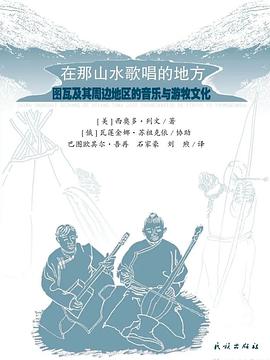 在那山水歌唱的地方
图瓦及其周边地区的音乐与游牧文化
[美]西奥多·列文/著
[俄]瓦莲金娜·苏祖克依/协助
巴图欧其尔·吾再 石家豪 刘欣/译
民族出版社